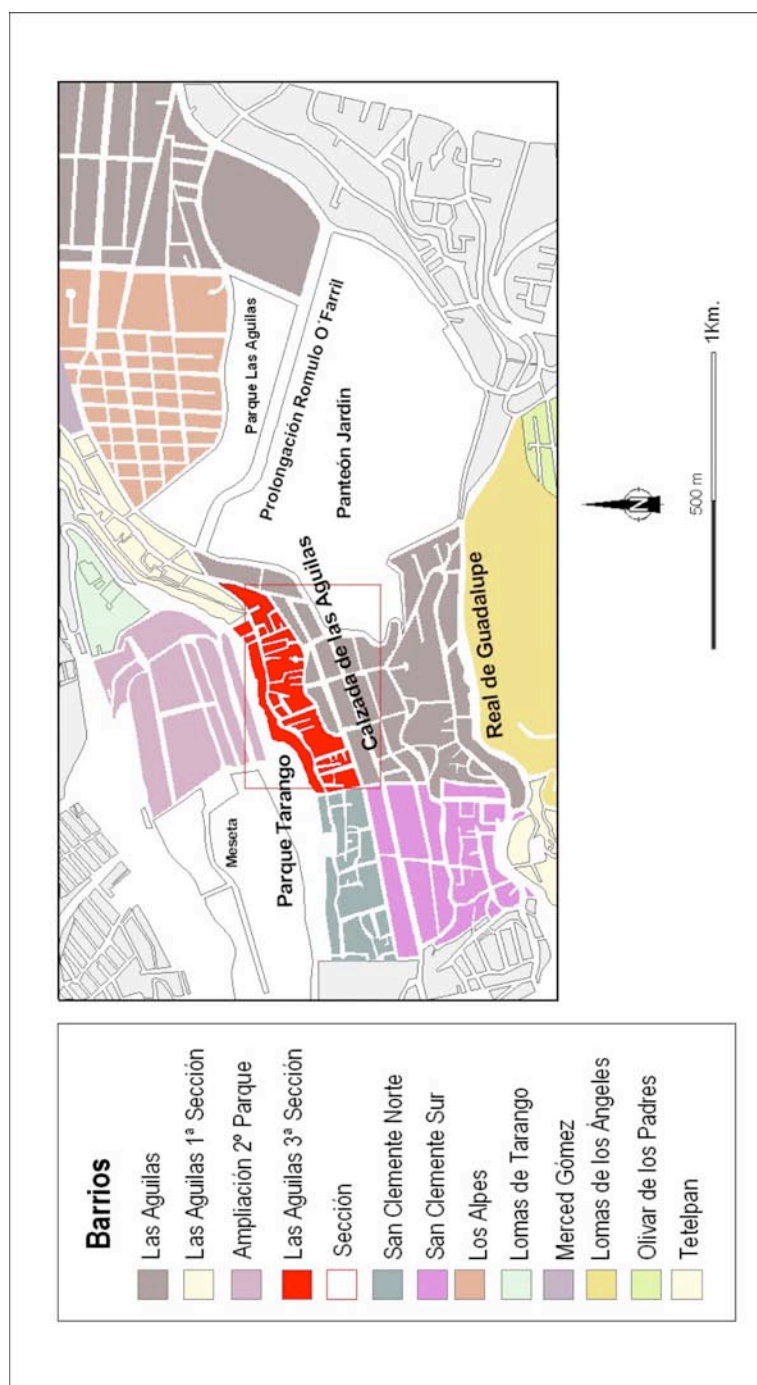 Barrios
Las Aguilas
Las Aguilas 1ª Sección
Ampliación 2º Parque
Las Aguilas 3ª Sección
Sección
San Clemente Norte
San Clemente Sur
Los Alpes
Lomas de Tarango
Merced Gómez
Lomas de los Ángeles
Olivar de los Padres
Tetelpan
Meseta
Parque Tarango
Calzada de las Aguilas
Real de Guadalupe
Parque Las Aguilas
Prolongación Romulo O´Farril
Panteón Jardin
N
500 m
1Km.